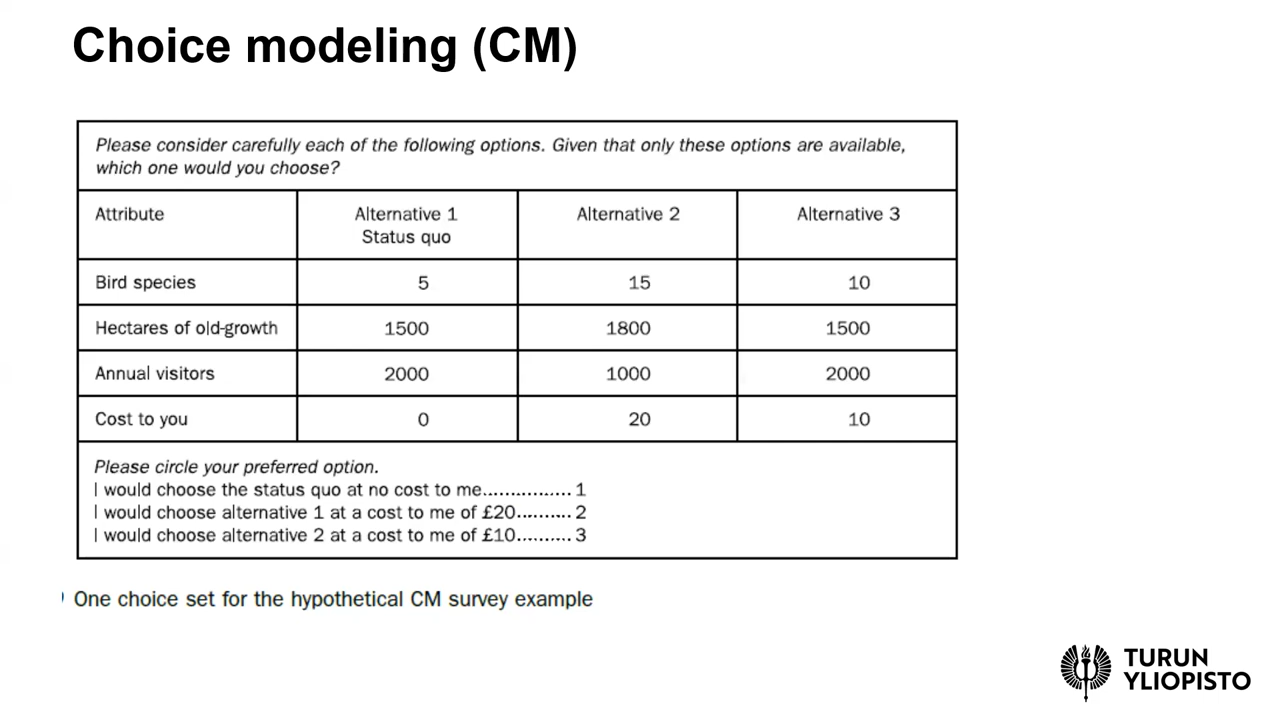 Choice modeling (CM)
Please consider carefully each of the following options. Given that only these options are available,
which one would you choose?
Attribute Alternative 1 Alternative 2 Alternative 3
Status quo
Bird species 5 15 10
Hectares of old-growth 1500 1800 1500
Annual visitors 2000 1000 2000
Cost to you 0 20 10
Please circle your preferred option.
I would choose the status quo at no cost to me................ 1
I would choose alternative 1 at a cost to me of £20.......... 2
I would choose alternative 2 at a cost to me of £10.......... 3
One choice set for the hypothetical CM survey example
TURUN
YLIOPISTO